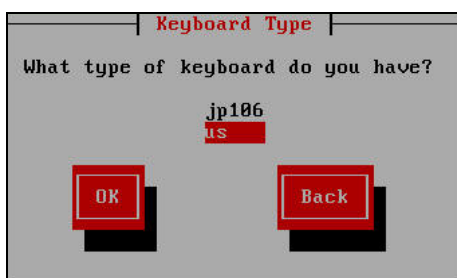 Keyboard Type
What type of keyboard do you have?
jp106
us
OK
Back